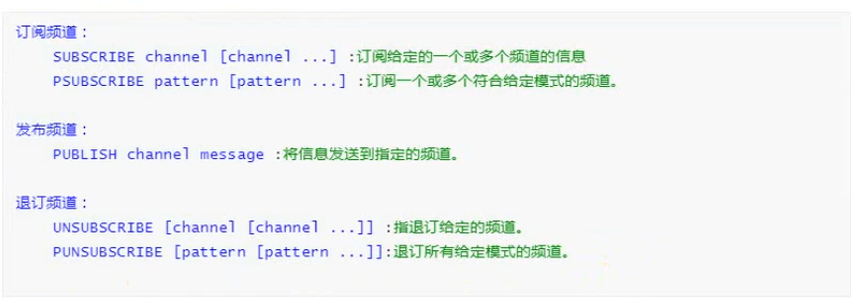 订阅频道：
SUBSCRIBE channel [channel ...] :订阅给定的一个或多个频道的信息
PSUBSCRIBE pattern [pattern ...] :订阅一个或多个符合给定模式的频道。
发布频道：
PUBLISH channel message :将信息发送到指定的频道。
退订频道：
UNSUBSCRIBE [channel [channel ...]] :指退订给定的频道。
PUNSUBSCRIBE [pattern [pattern ...]]:退订所有给定模式的频道。